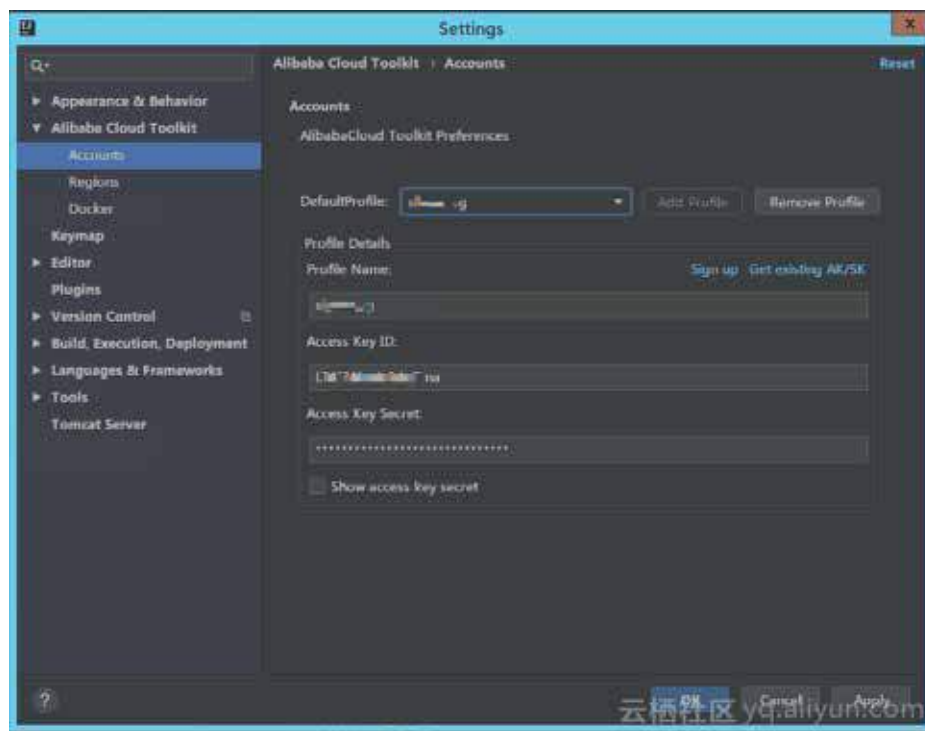 Settings
Alibaba Cloud Toolkit › Accounts
Reset
Appearance & Behavior
Alibaba Cloud Toolkit
Accounts
Regions
Docker
Keymap
Editor
Plugins
Version Control
Build, Execution, Deployment
Languages & Frameworks
Tools
Tomcat Server
Accounts
AlibabaCloud Toolkit Preferences
DefaultProfile:
Add Profile
Remove Profile
Profile Details
Profile Name:
Sign up Get existing AK/SK
Access Key ID:
Access Key Secret:
••••••••••••••••••••••••••••••
Show access key secret
?
OK
Cancel
Apply
云栖社区 yq.aliyun.com